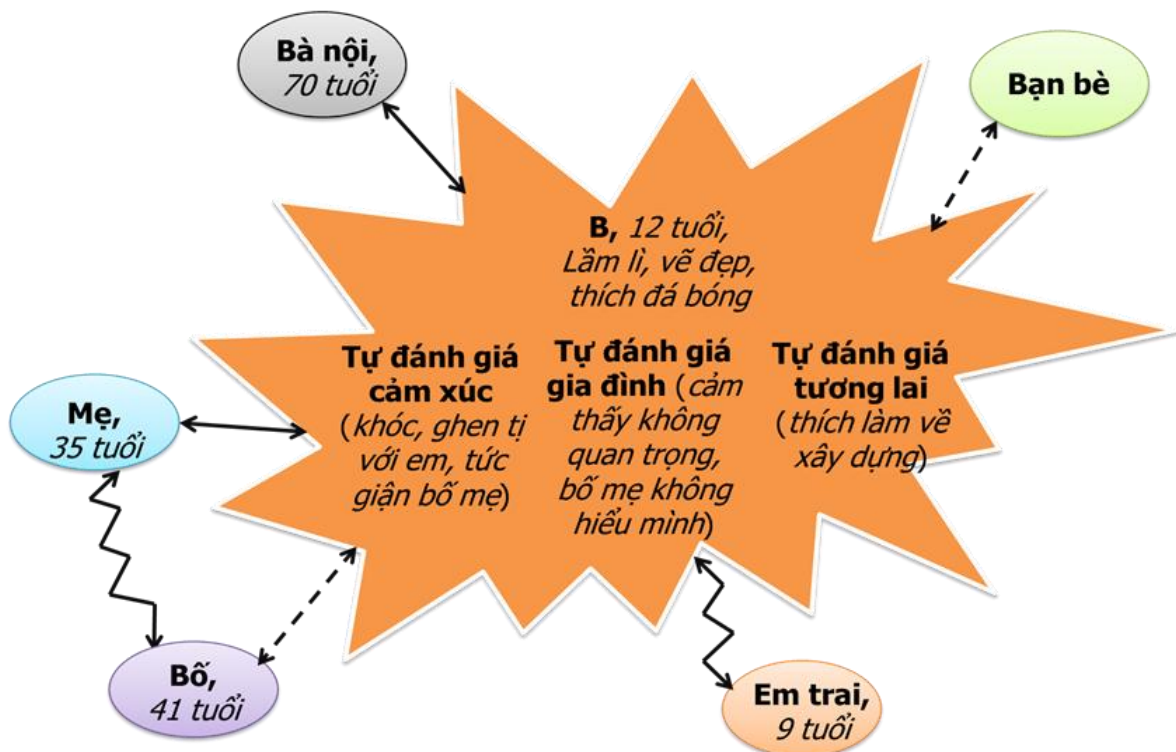 Bà nội,
70 tuổi
Bạn bè
B, 12 tuổi,
Lầm lì, vẽ đẹp,
thích đá bóng
Tự đánh giá
cảm xúc
(khóc, ghen tị
với em, tức
giận bố mẹ)
Tự đánh giá
gia đình (cảm
thấy không
quan trọng,
bố mẹ không
hiểu mình)
Tự đánh giá
tương lai
(thích làm về
xây dựng)
Mẹ,
35 tuổi
Bố,
41 tuổi
Em trai,
9 tuổi